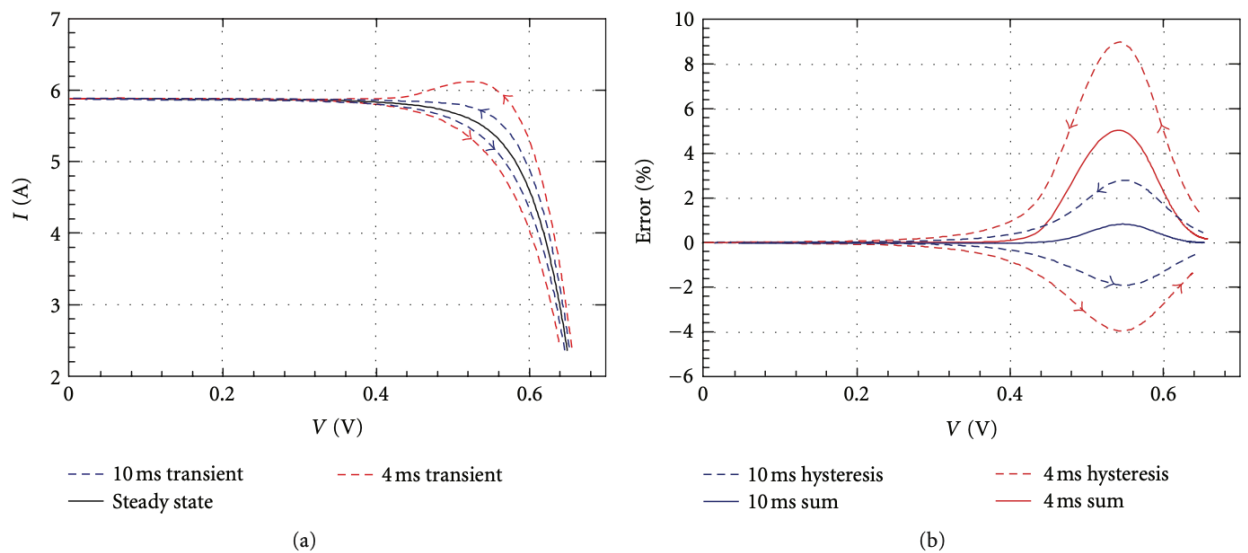 7
6
5
4
3
2
I (A)
0
0.2
0.4
0.6
V (V)
10 ms transient
4 ms transient
Steady state
(a)
10
8
6
4
2
0
−2
−4
−6
Error (%)
0
0.2
0.4
0.6
V (V)
10 ms hysteresis
4 ms hysteresis
10 ms sum
4 ms sum
(b)